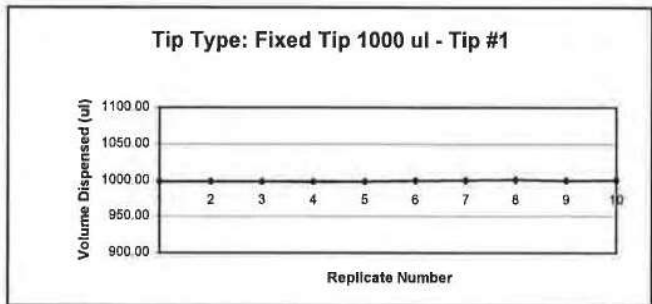 Tip Type: Fixed Tip 1000 ul - Tip #1
Volume Dispensed (ul)
1100.00
1050.00
1000.00
950.00
900.00
2 3 4 5 6 7 8 9 10
Replicate Number